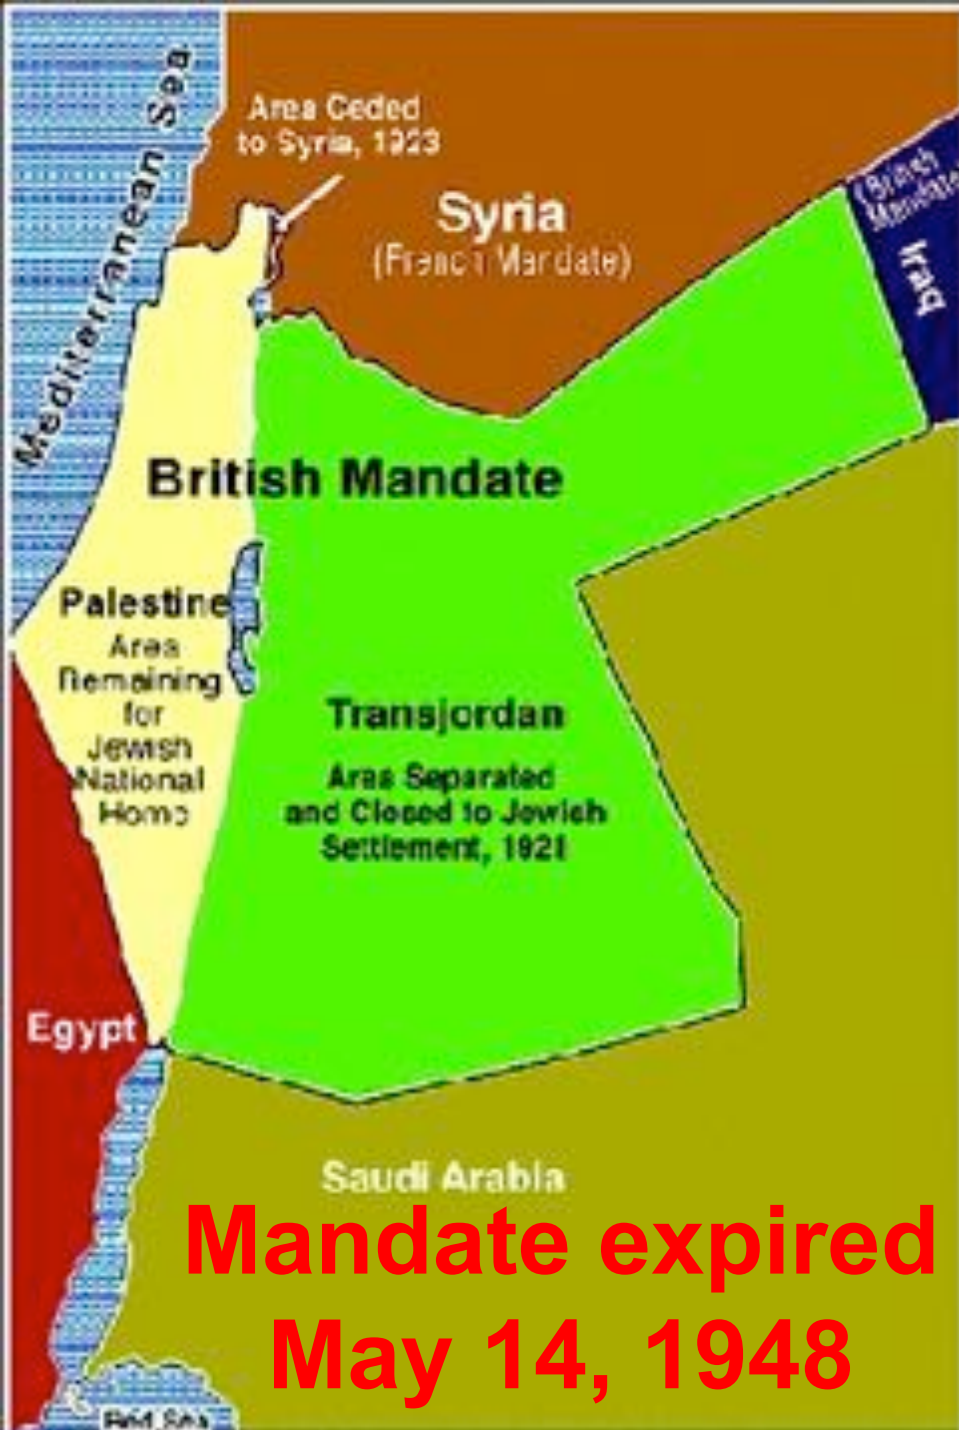 Mediterranean Sea
Area Ceded
to Syria, 1923
Syria
(French Mandate)
(British
Mandate)
Iraq
British Mandate
Palestine
Area
Remaining
for
Jewish
National
Home
Transjordan
Area Separated
and Closed to Jewish
Settlement, 1921
Egypt
Saudi Arabia
Mandate expired
May 14, 1948
Red Sea